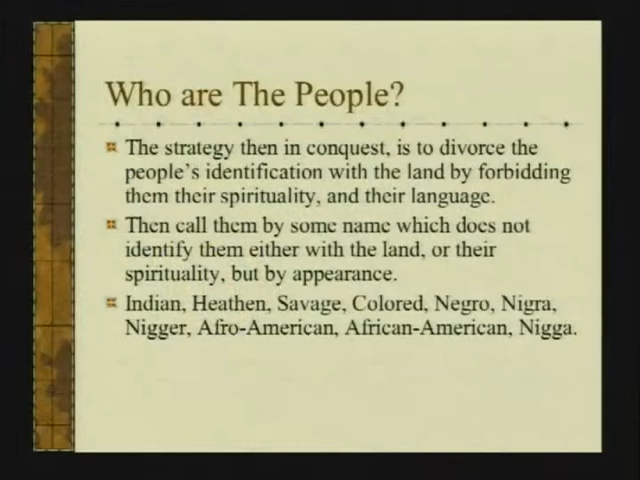 Who are The People?
The strategy then in conquest, is to divorce the
people's identification with the land by forbidding
them their spirituality, and their language.
Then call them by some name which does not
identify them either with the land, or their
spirituality, but by appearance.
Indian, Heathen, Savage, Colored, Negro, Nigra,
Nigger, Afro-American, African-American, Nigga.